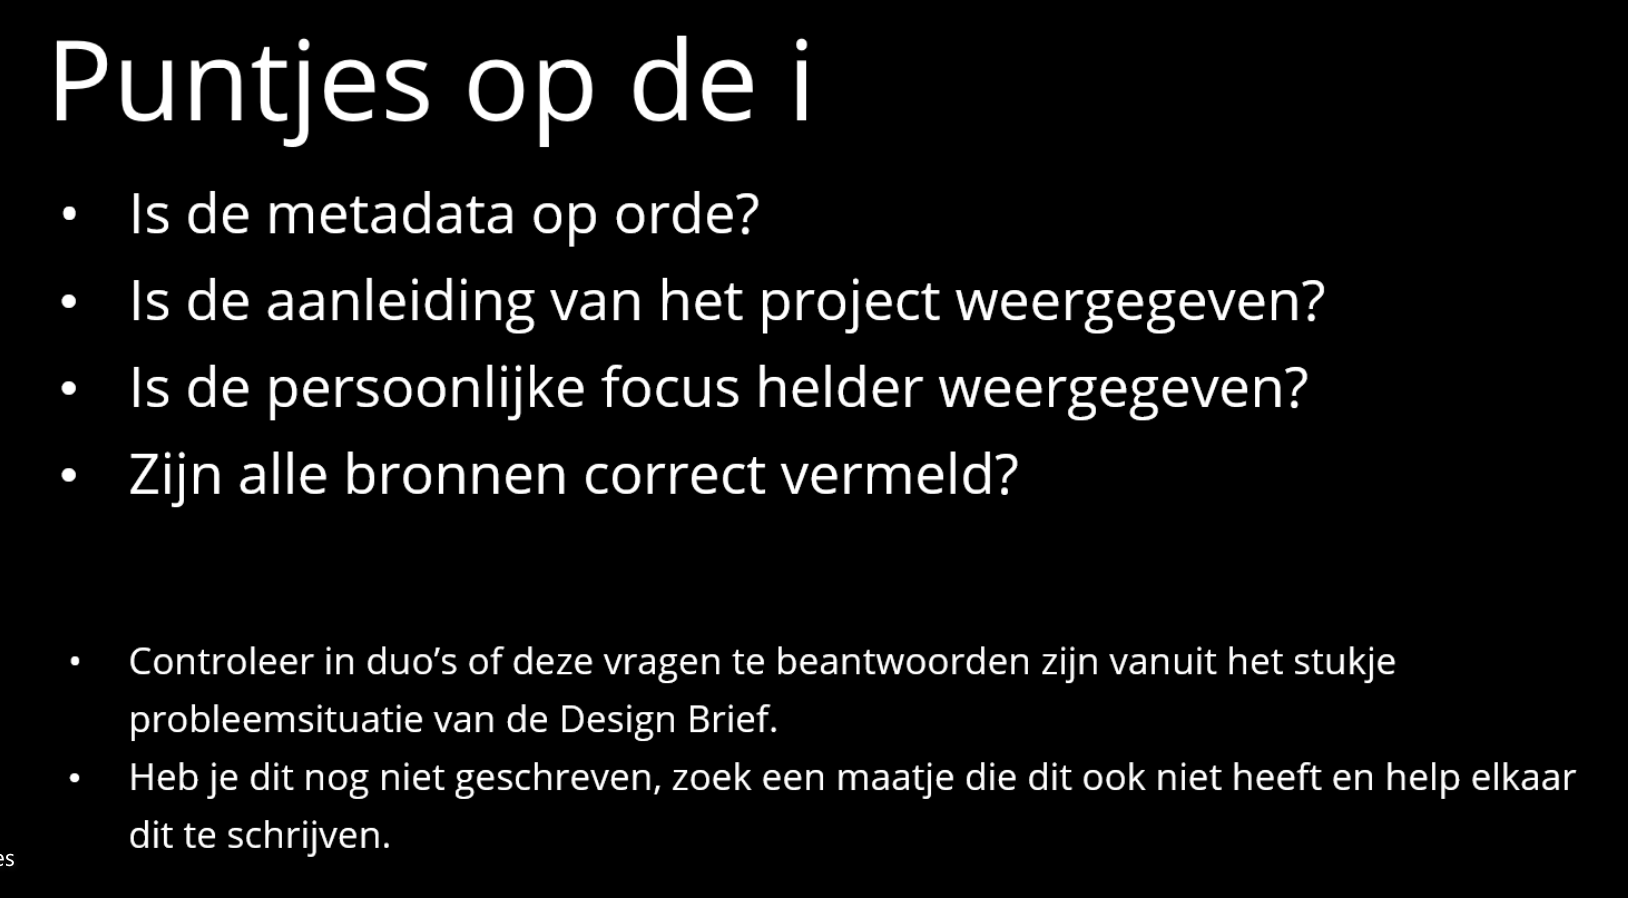 Puntjes op de i
• Is de metadata op orde?
• Is de aanleiding van het project weergegeven?
• Is de persoonlijke focus helder weergegeven?
• Zijn alle bronnen correct vermeld?
• Controleer in duo’s of deze vragen te beantwoorden zijn vanuit het stukje
probleemsituatie van de Design Brief.
• Heb je dit nog niet geschreven, zoek een maatje die dit ook niet heeft en help elkaar
dit te schrijven.
es